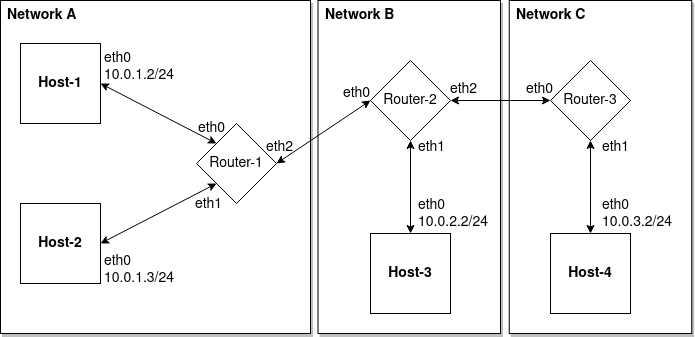 Network A
Network B
Network C
Host-1
eth0
10.0.1.2/24
eth0
Router-1
eth2
eth1
Host-2
eth0
10.0.1.3/24
eth0
Router-2
eth2
eth1
eth0
10.0.2.2/24
Host-3
eth0
Router-3
eth1
eth0
10.0.3.2/24
Host-4